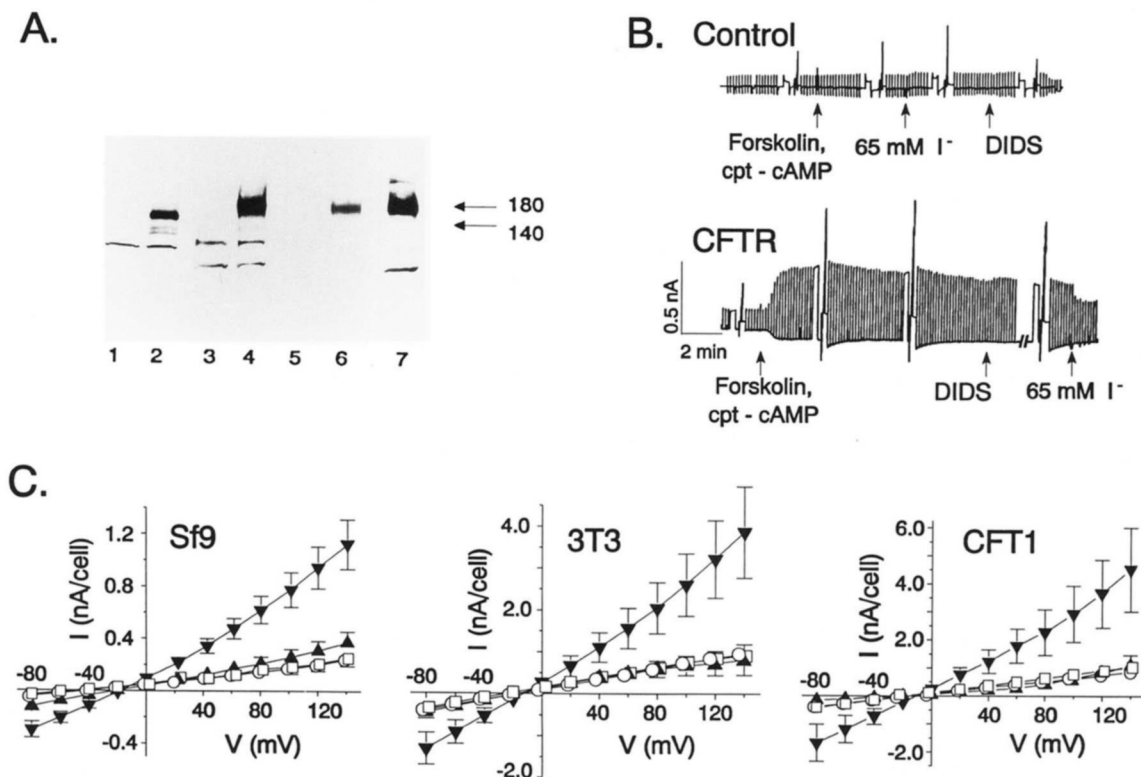 A.
180
140
1 2 3 4 5 6 7
B.
Control
Forskolin,
cpt - cAMP
65 mM I⁻
DIDS
CFTR
0.5 nA
2 min
Forskolin,
cpt - cAMP
DIDS
65 mM I⁻
C.
Sf9
I (nA/cell)
1.2
0.8
0.4
-0.4
-80 -40 40 80 120
V (mV)
3T3
I (nA/cell)
4.0
2.0
-2.0
-80 -40 40 80 120
V (mV)
CFT1
I (nA/cell)
6.0
4.0
2.0
-2.0
-80 -40 40 80 120
V (mV)